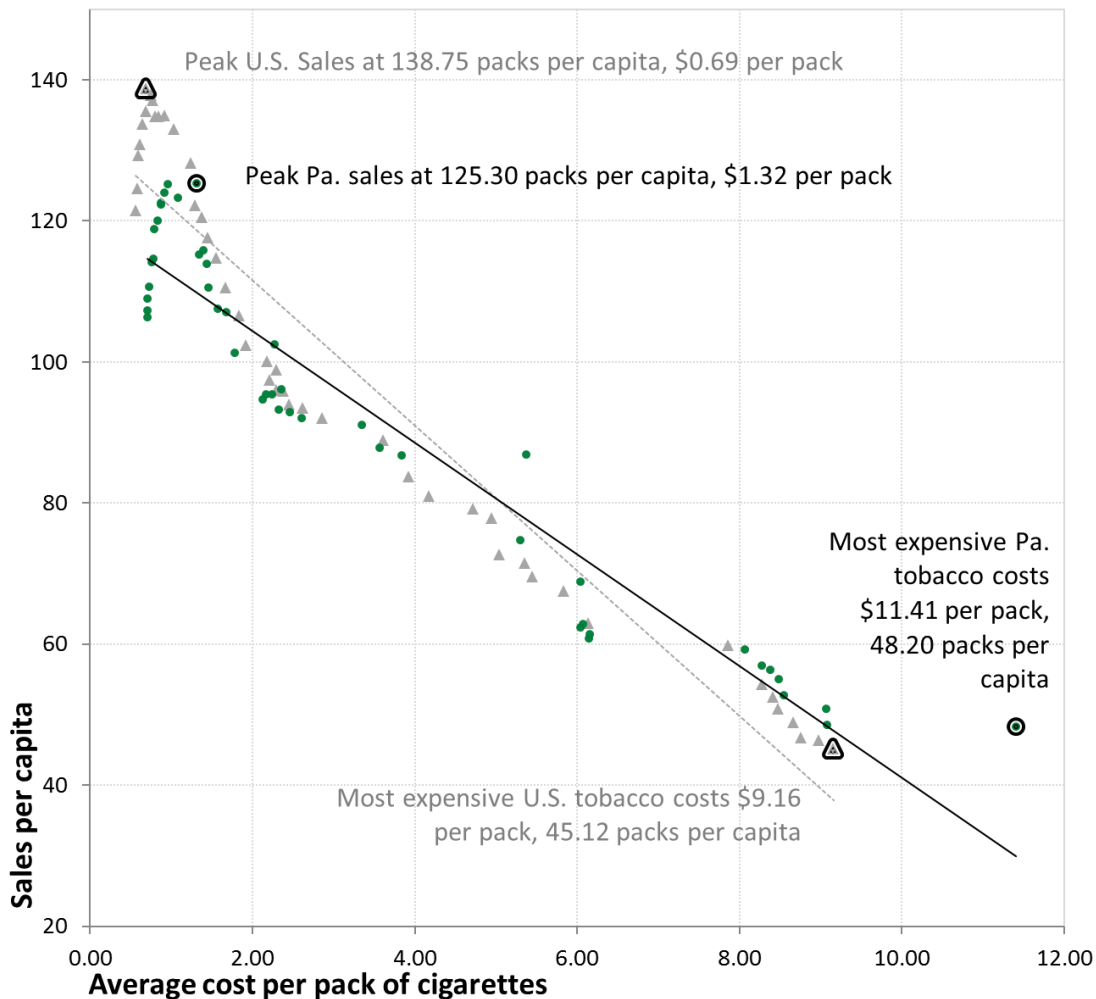 Peak U.S. Sales at 138.75 packs per capita, $0.69 per pack
Peak Pa. sales at 125.30 packs per capita, $1.32 per pack
Most expensive Pa.
tobacco costs
$11.41 per pack,
48.20 packs per
capita
Most expensive U.S. tobacco costs $9.16
per pack, 45.12 packs per capita
Sales per capita
140
120
100
80
60
40
20
0.00
2.00
4.00
6.00
8.00
10.00
12.00
Average cost per pack of cigarettes